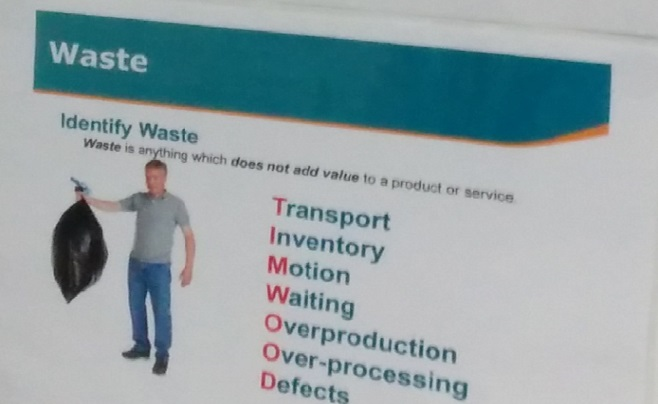 Waste
Identify Waste
Waste is anything which does not add value to a product or service.
Transport
Inventory
Motion
Waiting
Overproduction
Over-processing
Defects